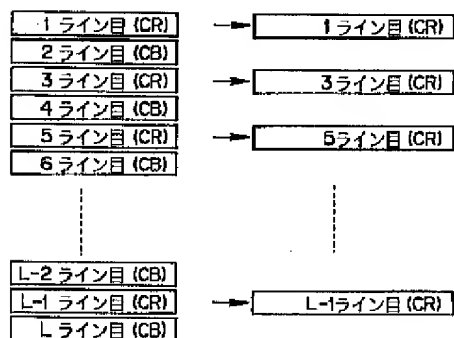 1 ライン目 (CR)
2 ライン目 (CB)
3 ライン目 (CR)
4 ライン目 (CB)
5 ライン目 (CR)
6 ライン目 (CB)
L-2 ライン目 (CB)
L-1 ライン目 (CR)
L ライン目 (CB)
1 ライン目 (CR)
3 ライン目 (CR)
5ライン目 (CR)
L-1ライン目 (CR)